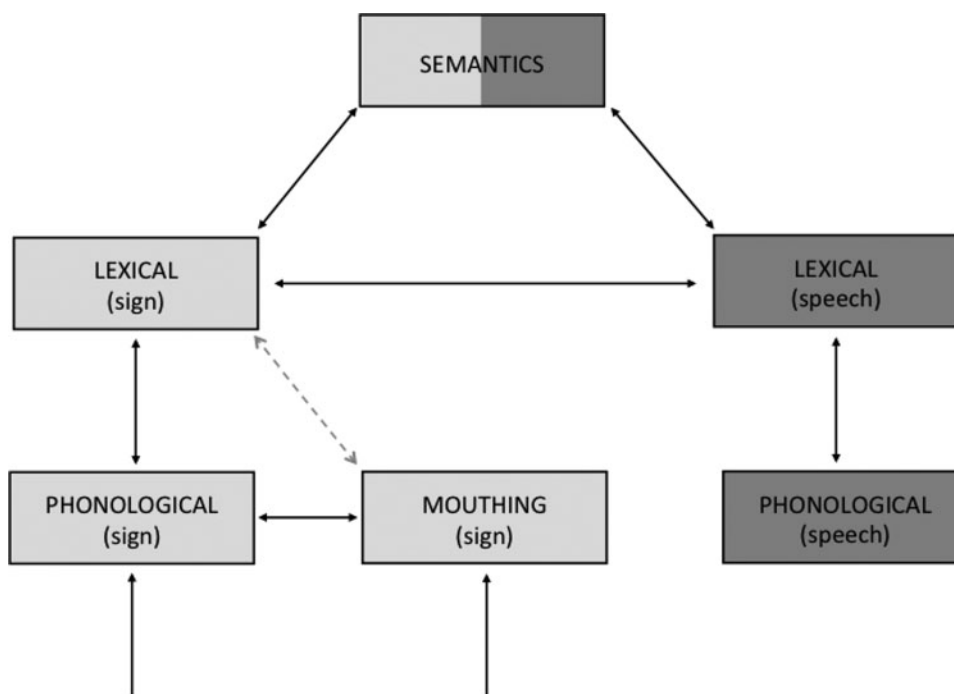 SEMANTICS
LEXICAL
(sign)
LEXICAL
(speech)
PHONOLOGICAL
(sign)
MOUTHING
(sign)
PHONOLOGICAL
(speech)